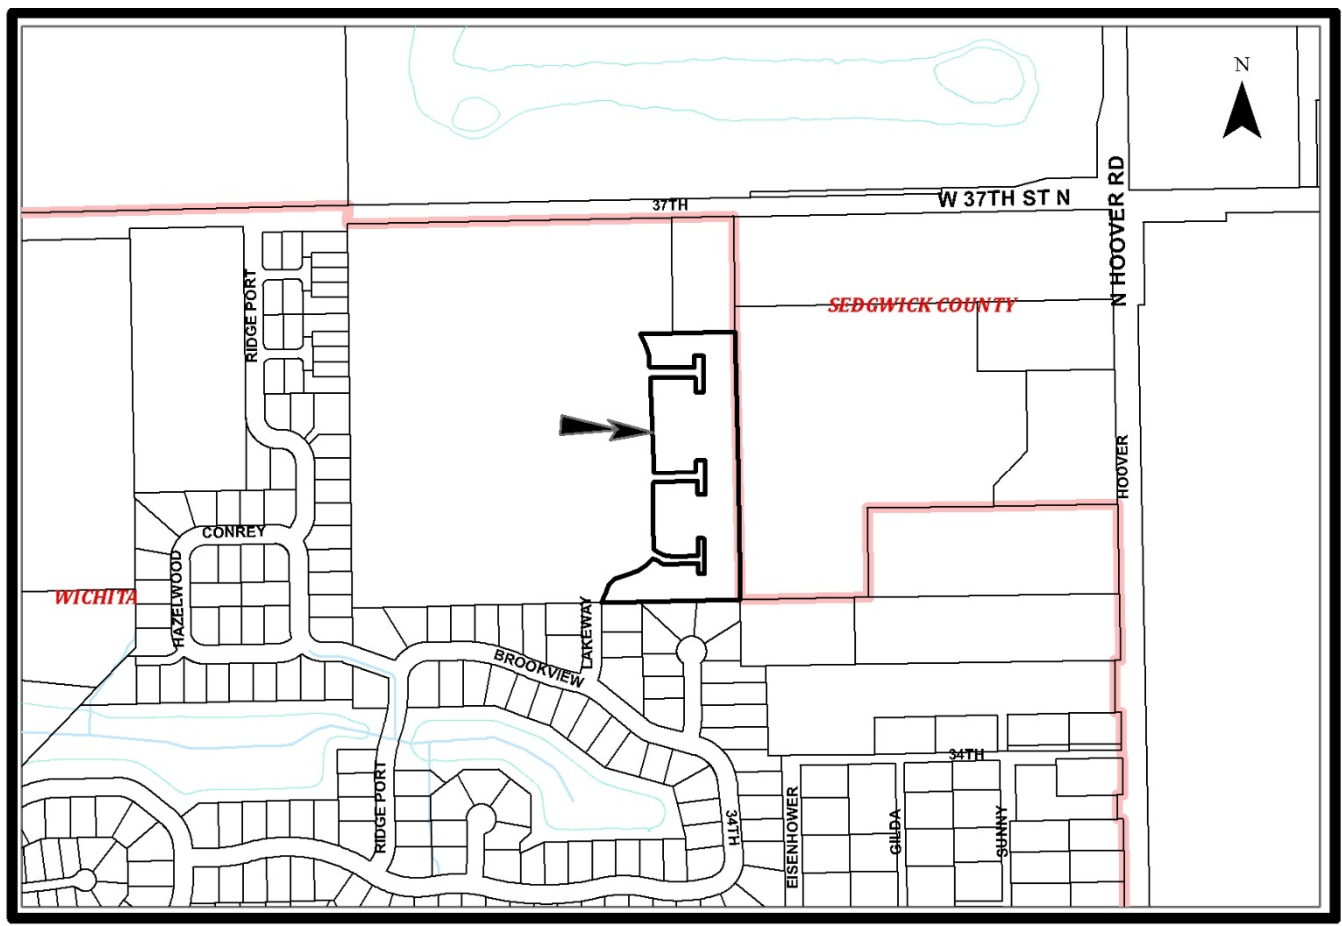 N
W 37TH ST N
37TH
N HOOVER RD
RIDGE PORT
SEDGWICK COUNTY
HOOVER
CONREY
HAZELWOOD
WICHITA
LAKEWAY
BROOKVIEW
34TH
RIDGE PORT
34TH
EISENHOWER
GILDA
SUNNY